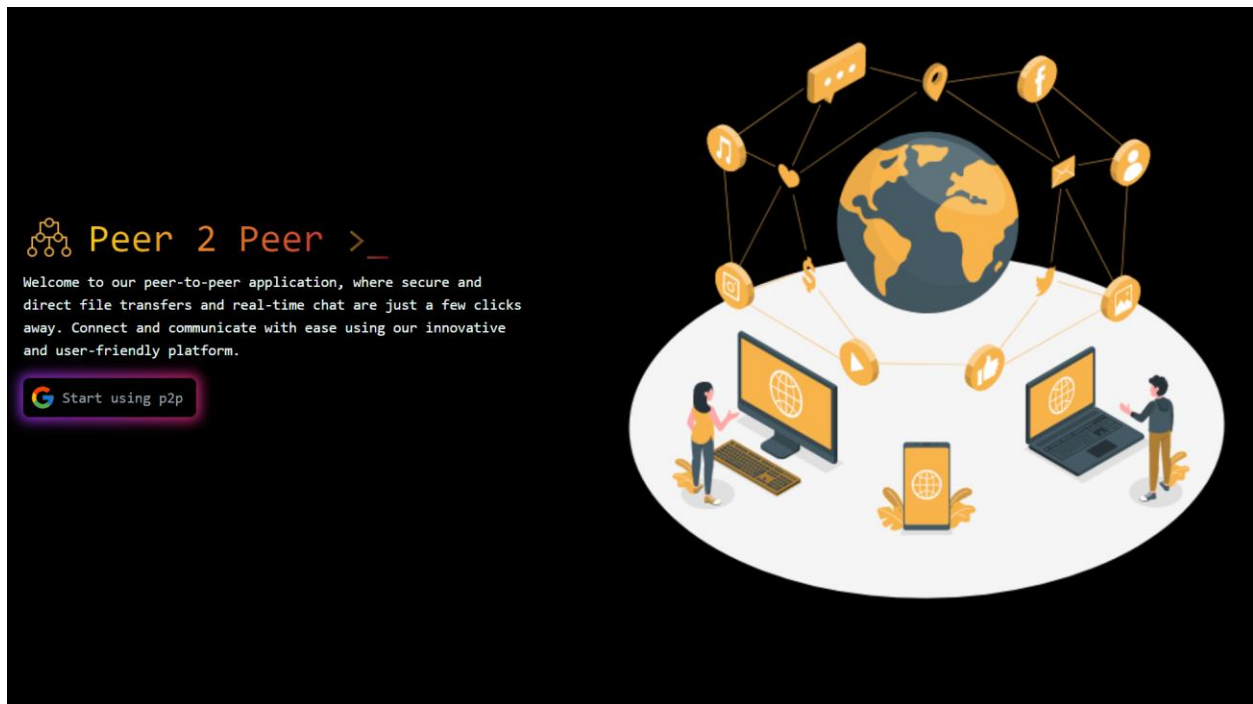 Peer 2 Peer >_
Welcome to our peer-to-peer application, where secure and
direct file transfers and real-time chat are just a few clicks
away. Connect and communicate with ease using our innovative
and user-friendly platform.
Start using p2p